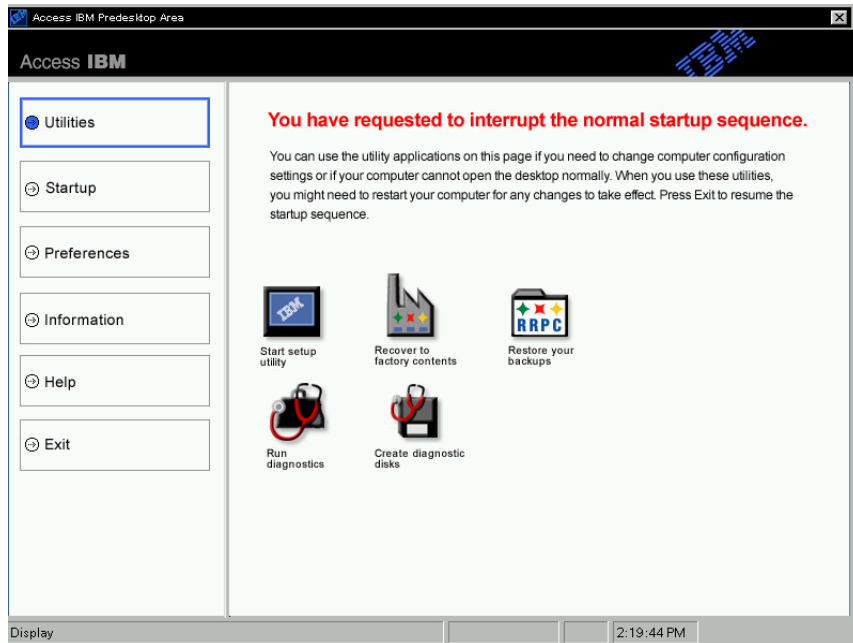 Access IBM Predesktop Area
Access IBM
IBM
Utilities
Startup
Preferences
Information
Help
Exit
You have requested to interrupt the normal startup sequence.
You can use the utility applications on this page if you need to change computer configuration
settings or if your computer cannot open the desktop normally. When you use these utilities,
you might need to restart your computer for any changes to take effect. Press Exit to resume the
startup sequence.
IBM
Start setup
utility
Recover to
factory contents
RRPC
Restore your
backups
Run
diagnostics
Create diagnostic
disks
Display
2:19:44 PM